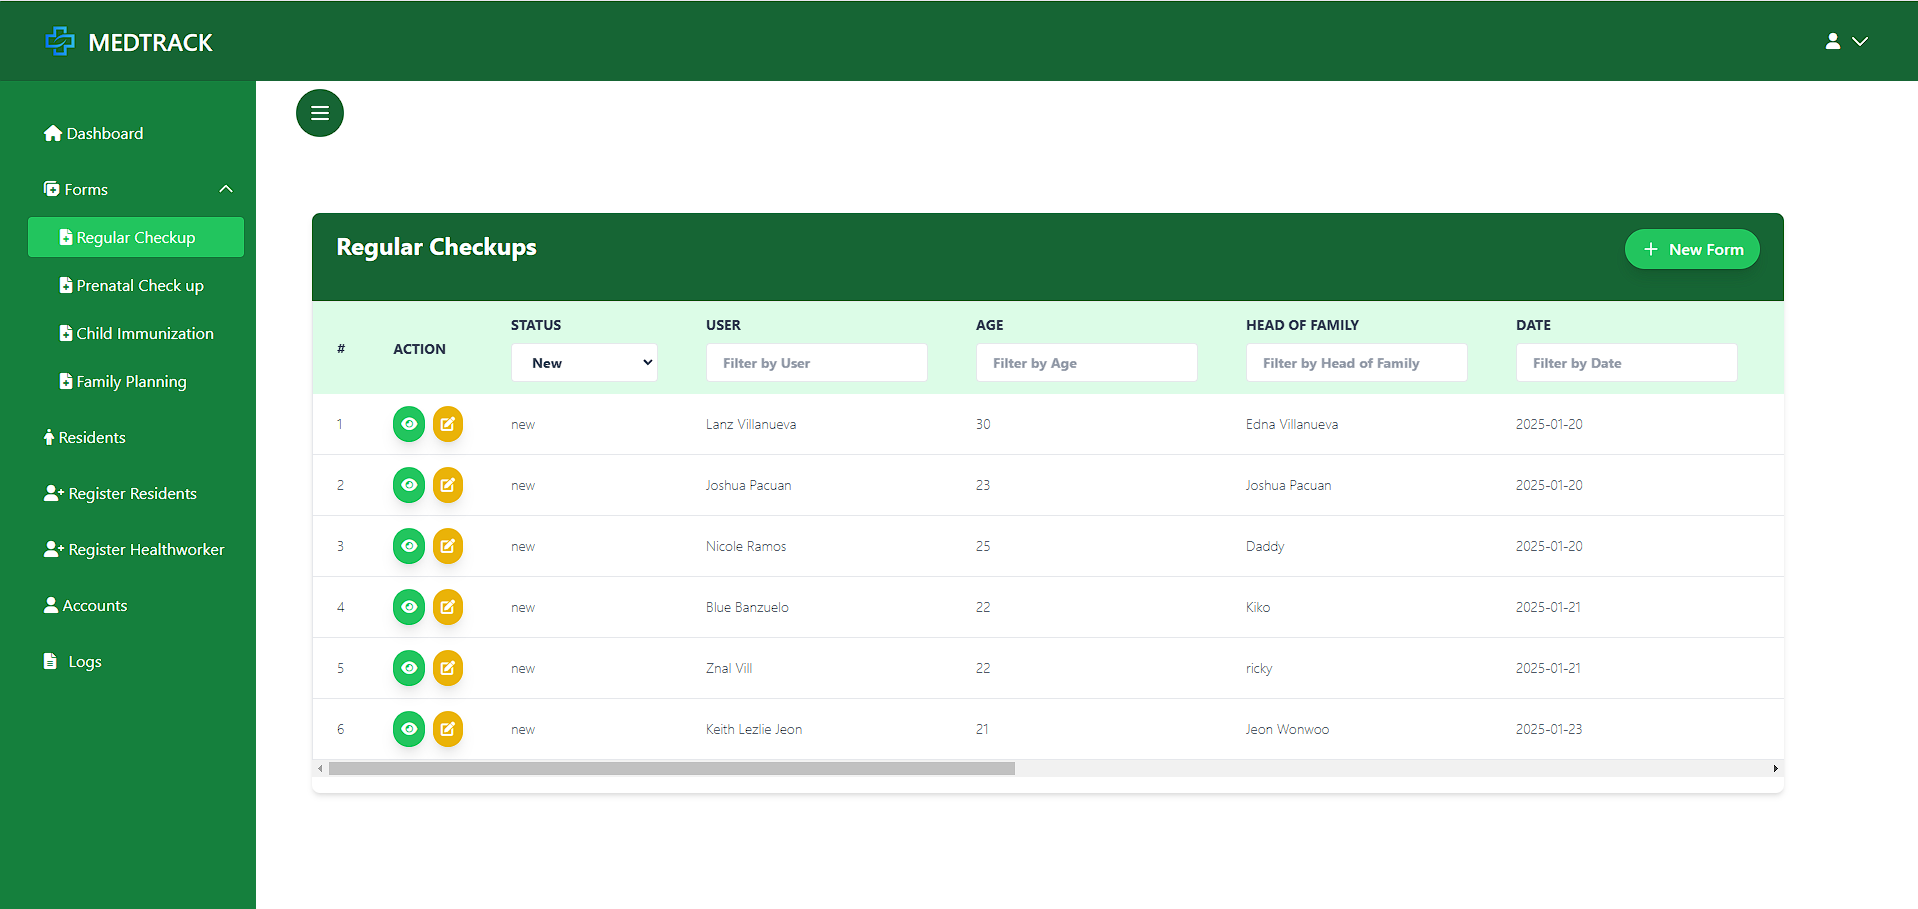 MEDTRACK
Dashboard
Forms
Regular Checkup
Prenatal Check up
Child Immunization
Family Planning
Residents
Register Residents
Register Healthworker
Accounts
Logs
Regular Checkups
New Form
# ACTION STATUS USER AGE HEAD OF FAMILY DATE
New Filter by User Filter by Age Filter by Head of Family Filter by Date
1 new Lanz Villanueva 30 Edna Villanueva 2025-01-20
2 new Joshua Pacuan 23 Joshua Pacuan 2025-01-20
3 new Nicole Ramos 25 Daddy 2025-01-20
4 new Blue Banzuelo 22 Kiko 2025-01-21
5 new Znal Vill 22 ricky 2025-01-21
6 new Keith Lezlie Jeon 21 Jeon Wonwoo 2025-01-23